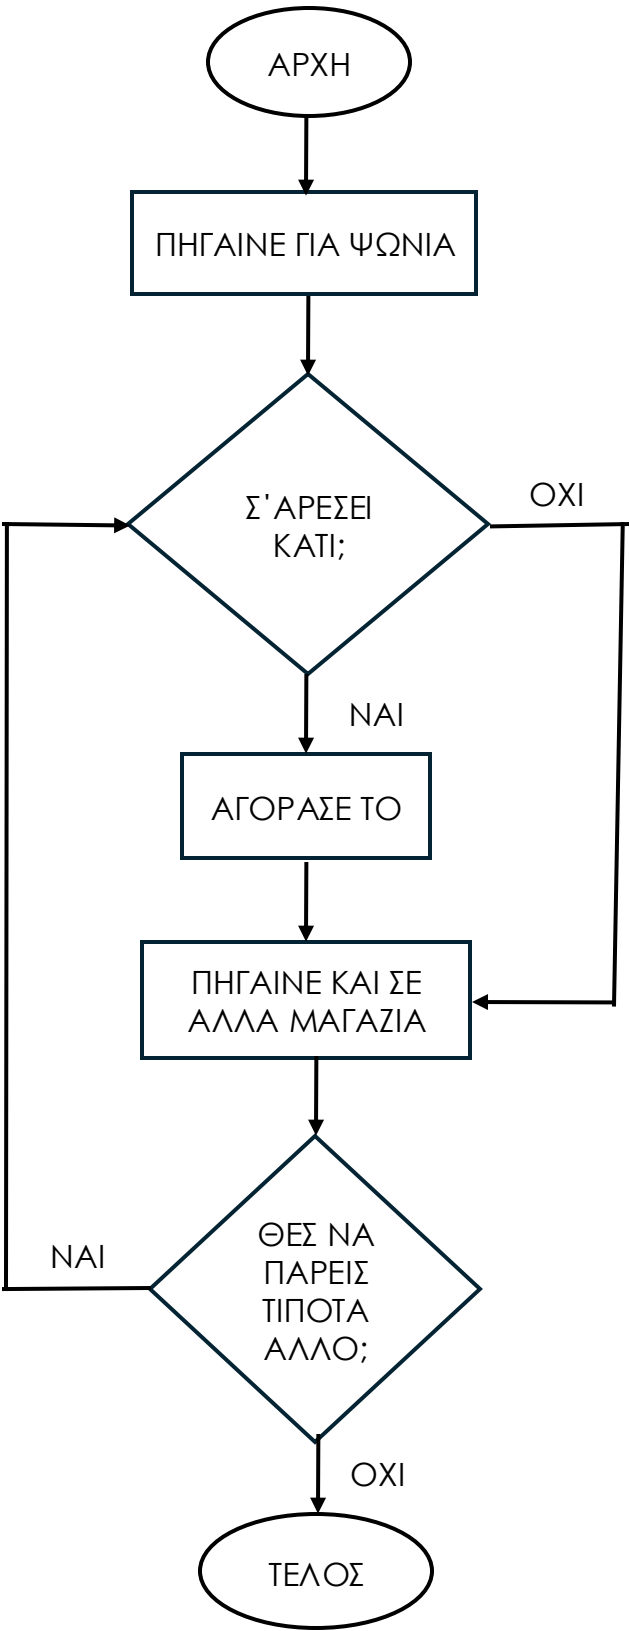 ΑΡΧΗ
ΠΗΓΑΙΝΕ ΓΙΑ ΨΩΝΙΑ
Σ΄ΑΡΕΣΕΙ
ΚΑΤΙ;
ΟΧΙ
ΝΑΙ
ΑΓΟΡΑΣΕ ΤΟ
ΠΗΓΑΙΝΕ ΚΑΙ ΣΕ
ΑΛΛΑ ΜΑΓΑΖΙΑ
ΘΕΣ ΝΑ
ΠΑΡΕΙΣ
ΤΙΠΟΤΑ
ΑΛΛΟ;
ΝΑΙ
ΟΧΙ
ΤΕΛΟΣ